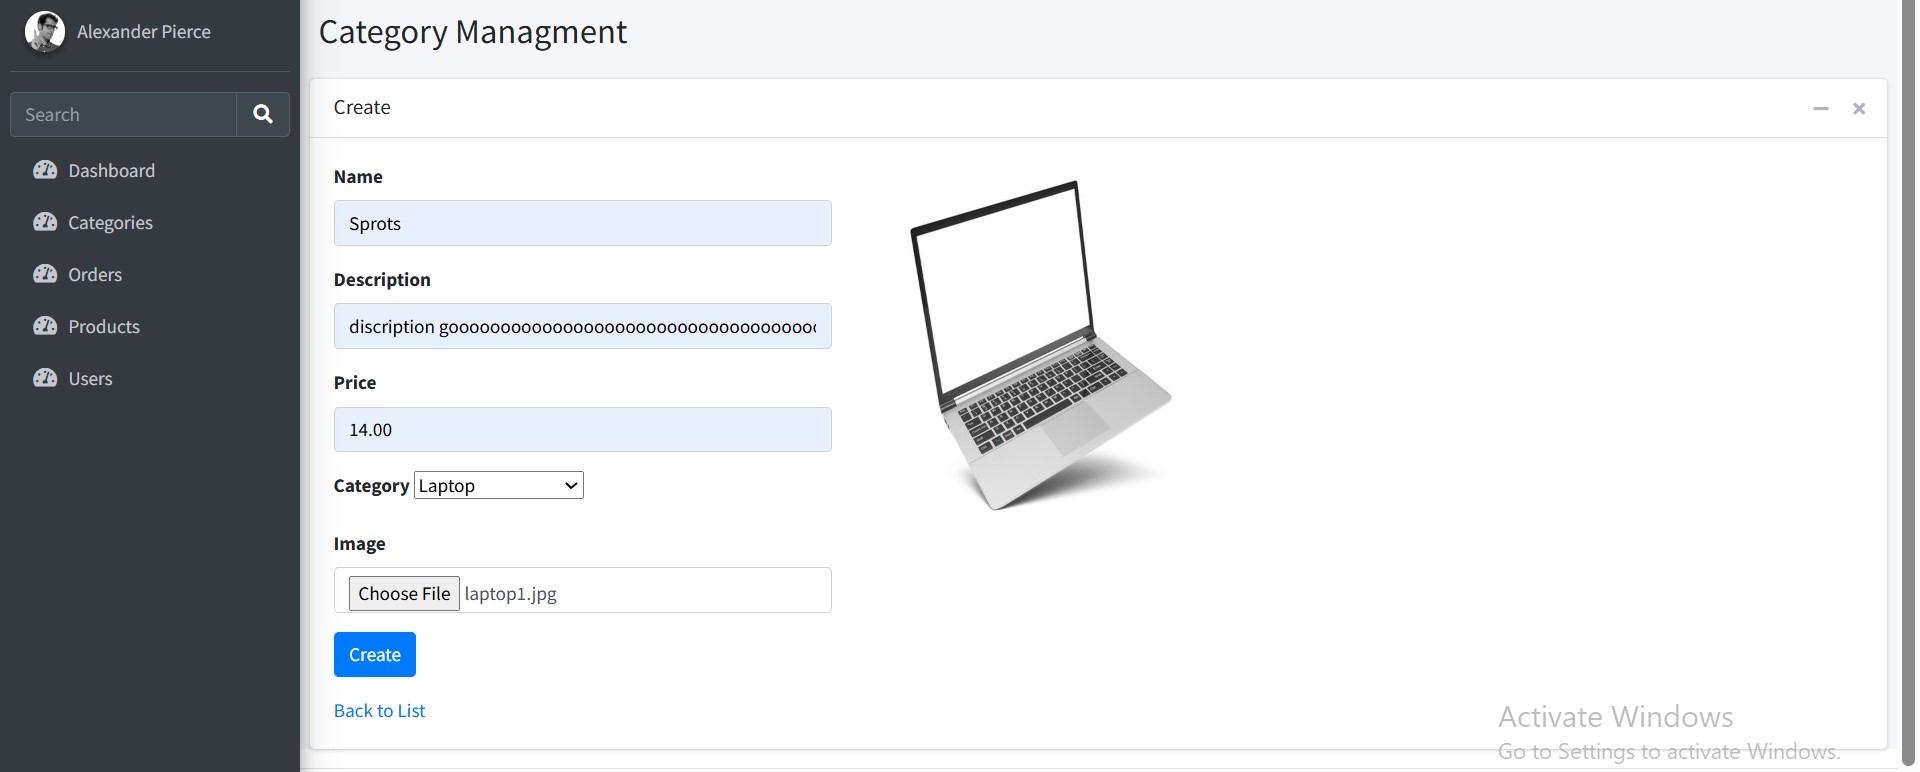 Alexander Pierce
Search
Dashboard
Categories
Orders
Products
Users
Category Managment
Create
Name
Sprots
Description
discription gooooooooooooooooooooooooooooooooooooo
Price
14.00
Category Laptop
Image
Choose File laptop1.jpg
Create
Back to List
Activate Windows
Go to Settings to activate Windows.